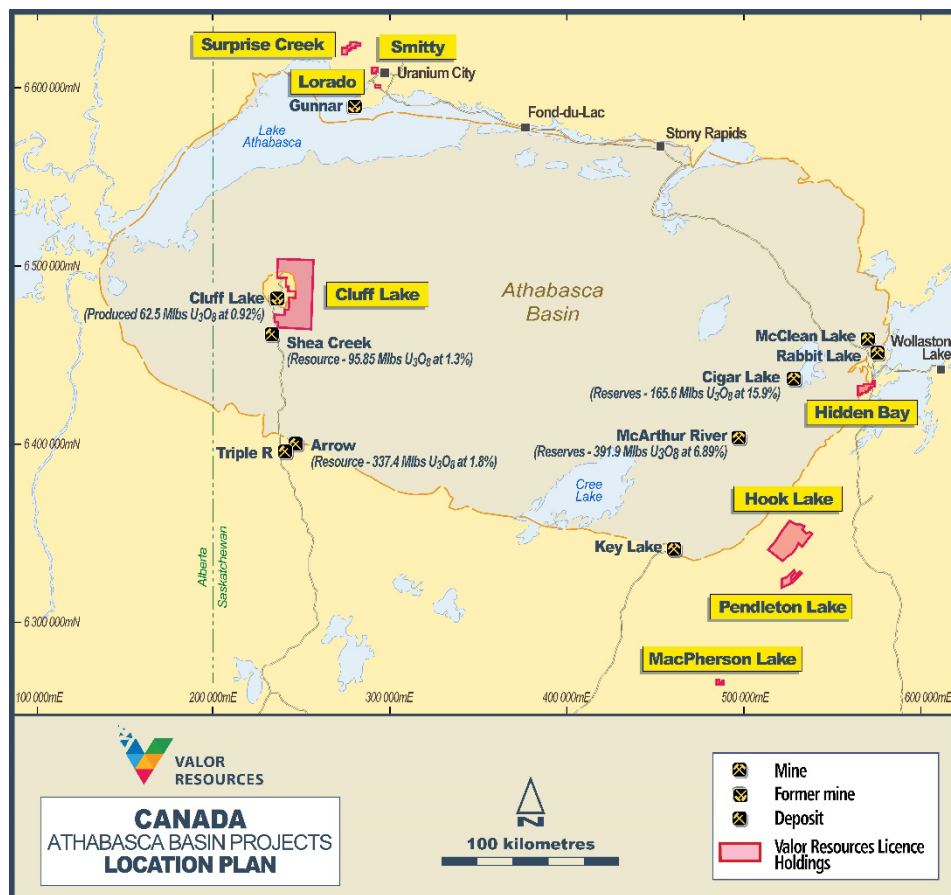 Surprise Creek
Smitty
Uranium City
Lorado
Gunnar
6 600 000mN
Lake
Athabasca
Fond-du-Lac
Stony Rapids
6 500 000mN
Cluff Lake
(Produced 62.5 Mlbs U₃O₈ at 0.92%)
Cluff Lake
Athabasca
Basin
Shea Creek
(Resource - 95.85 Mlbs U₃O₈ at 1.3%)
McClean Lake
Rabbit Lake
Wollaston
Lake
Cigar Lake
(Reserves - 165.6 Mlbs U₃O₈ at 15.9%)
Hidden Bay
6 400 000mN
Triple R
Arrow
(Resource - 337.4 Mlbs U₃O₈ at 1.8%)
McArthur River
(Reserves - 391.9 Mlbs U₃O₈ at 6.89%)
Cree
Lake
Hook Lake
Key Lake
Alberta
Saskatchewan
Pendleton Lake
6 300 000mN
MacPherson Lake
100 000mE
200 000mE
300 000mE
400 000mE
500 000mE
600 000mE
VALOR
RESOURCES
CANADA
ATHABASCA BASIN PROJECTS
LOCATION PLAN
N
100 kilometres
Mine
Former mine
Deposit
Valor Resources Licence
Holdings